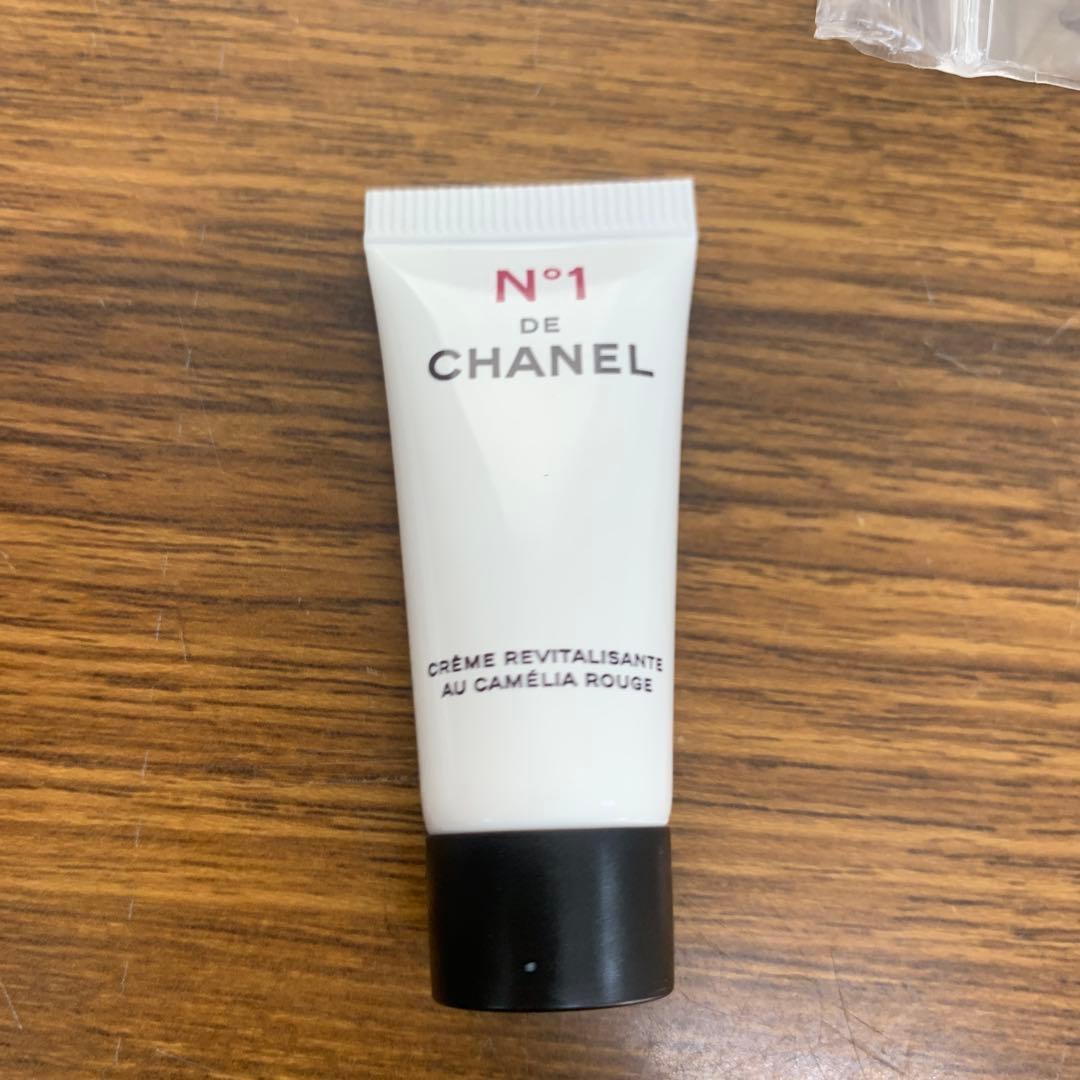 N°1
DE
CHANEL
CRÈME REVITALISANTE
AU CAMÉLIA ROUGE